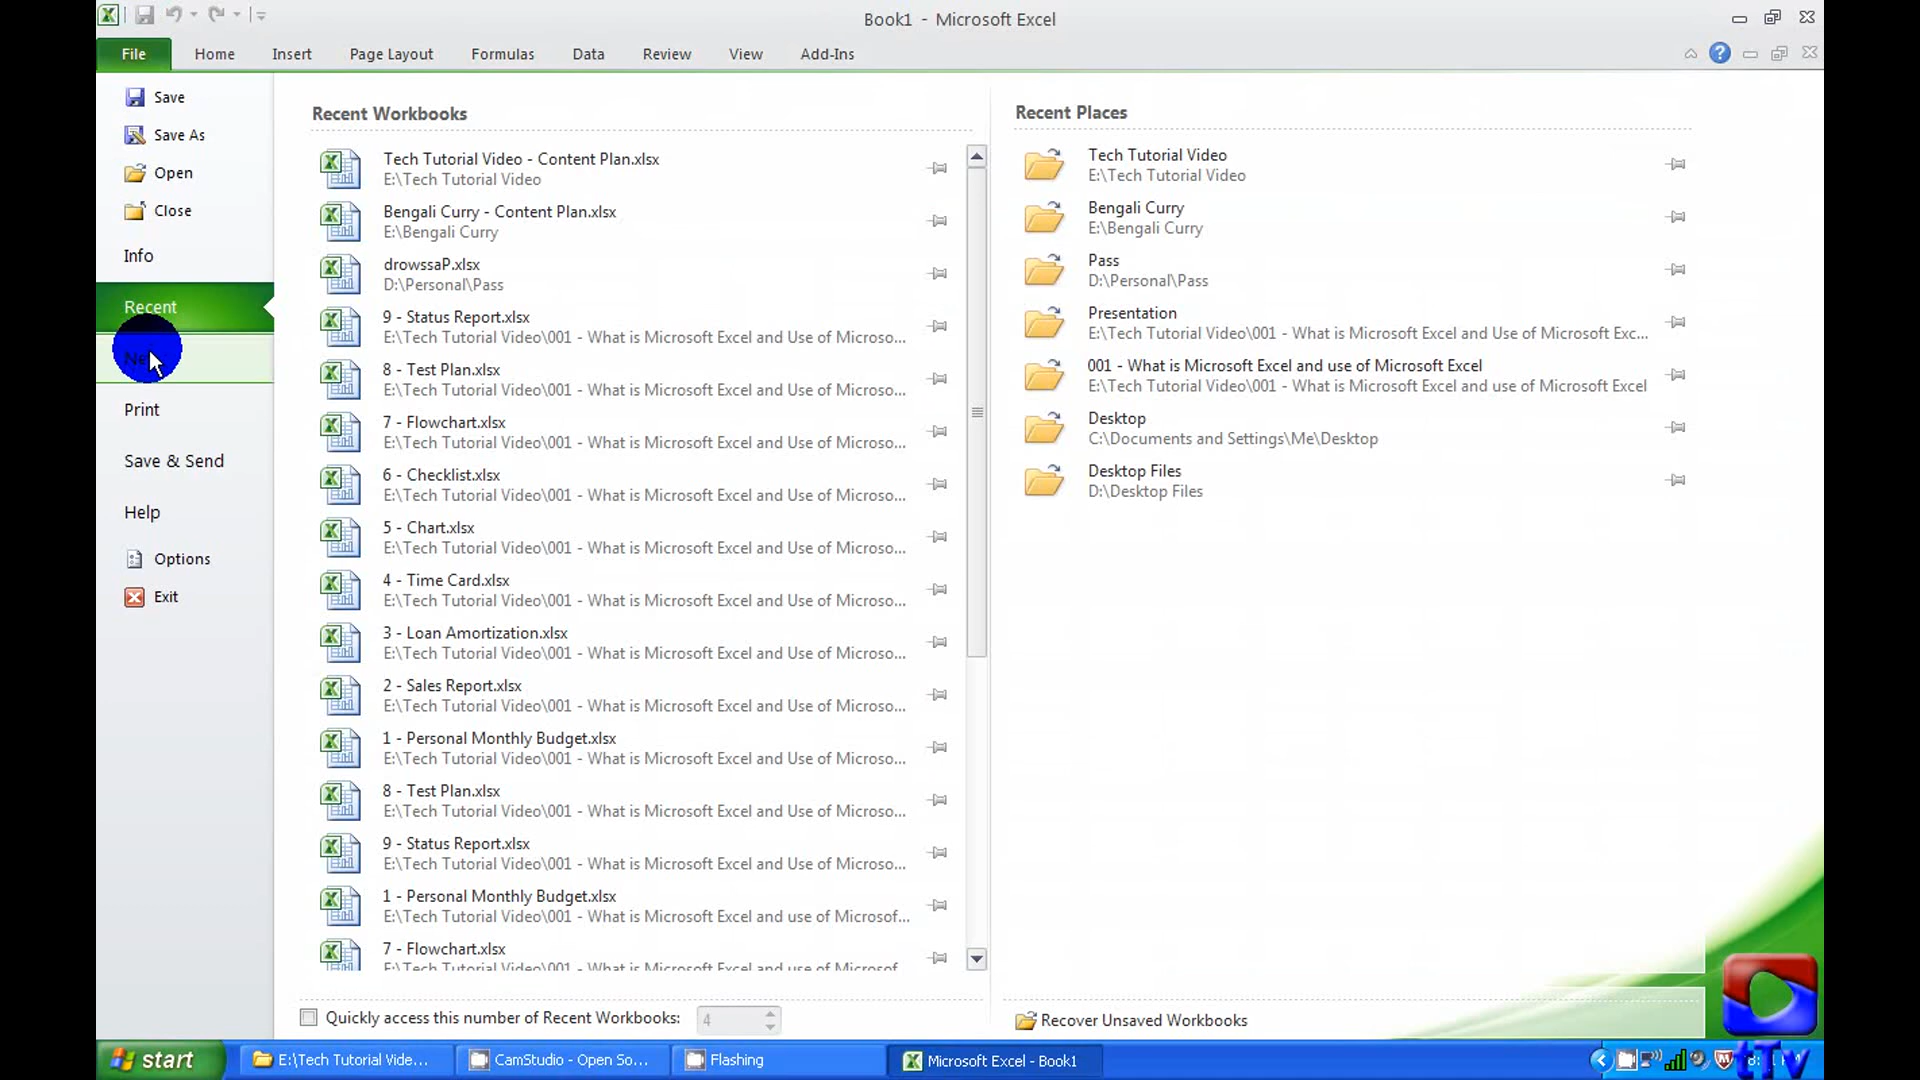 Book1 - Microsoft Excel
File Home Insert Page Layout Formulas Data Review View Add-Ins
Save
Save As
Open
Close
Info
Recent
Print
Save & Send
Help
Options
Exit
Recent Workbooks
Tech Tutorial Video - Content Plan.xlsx
E:\Tech Tutorial Video
Bengali Curry - Content Plan.xlsx
E:\Bengali Curry
drowssaP.xlsx
D:\Personal\Pass
9 - Status Report.xlsx
E:\Tech Tutorial Video\001 - What is Microsoft Excel and Use of Microso...
8 - Test Plan.xlsx
E:\Tech Tutorial Video\001 - What is Microsoft Excel and Use of Microso...
7 - Flowchart.xlsx
E:\Tech Tutorial Video\001 - What is Microsoft Excel and Use of Microso...
6 - Checklist.xlsx
E:\Tech Tutorial Video\001 - What is Microsoft Excel and Use of Microso...
5 - Chart.xlsx
E:\Tech Tutorial Video\001 - What is Microsoft Excel and Use of Microso...
4 - Time Card.xlsx
E:\Tech Tutorial Video\001 - What is Microsoft Excel and Use of Microso...
3 - Loan Amortization.xlsx
E:\Tech Tutorial Video\001 - What is Microsoft Excel and Use of Microso...
2 - Sales Report.xlsx
E:\Tech Tutorial Video\001 - What is Microsoft Excel and Use of Microso...
1 - Personal Monthly Budget.xlsx
E:\Tech Tutorial Video\001 - What is Microsoft Excel and Use of Microso...
8 - Test Plan.xlsx
E:\Tech Tutorial Video\001 - What is Microsoft Excel and Use of Microso...
9 - Status Report.xlsx
E:\Tech Tutorial Video\001 - What is Microsoft Excel and Use of Microso...
1 - Personal Monthly Budget.xlsx
E:\Tech Tutorial Video\001 - What is Microsoft Excel and use of Microsof...
7 - Flowchart.xlsx
E:\Tech Tutorial Video\001 - What is Microsoft Excel and use of Microsof
Quickly access this number of Recent Workbooks: 4
Recent Places
Tech Tutorial Video
E:\Tech Tutorial Video
Bengali Curry
E:\Bengali Curry
Pass
D:\Personal\Pass
Presentation
E:\Tech Tutorial Video\001 - What is Microsoft Excel and Use of Microsoft Exc...
001 - What is Microsoft Excel and use of Microsoft Excel
E:\Tech Tutorial Video\001 - What is Microsoft Excel and use of Microsoft Excel
Desktop
C:\Documents and Settings\Me\Desktop
Desktop Files
D:\Desktop Files
Recover Unsaved Workbooks
start E:\Tech Tutorial Vide... CamStudio - Open So... Flashing Microsoft Excel - Book1
tTv